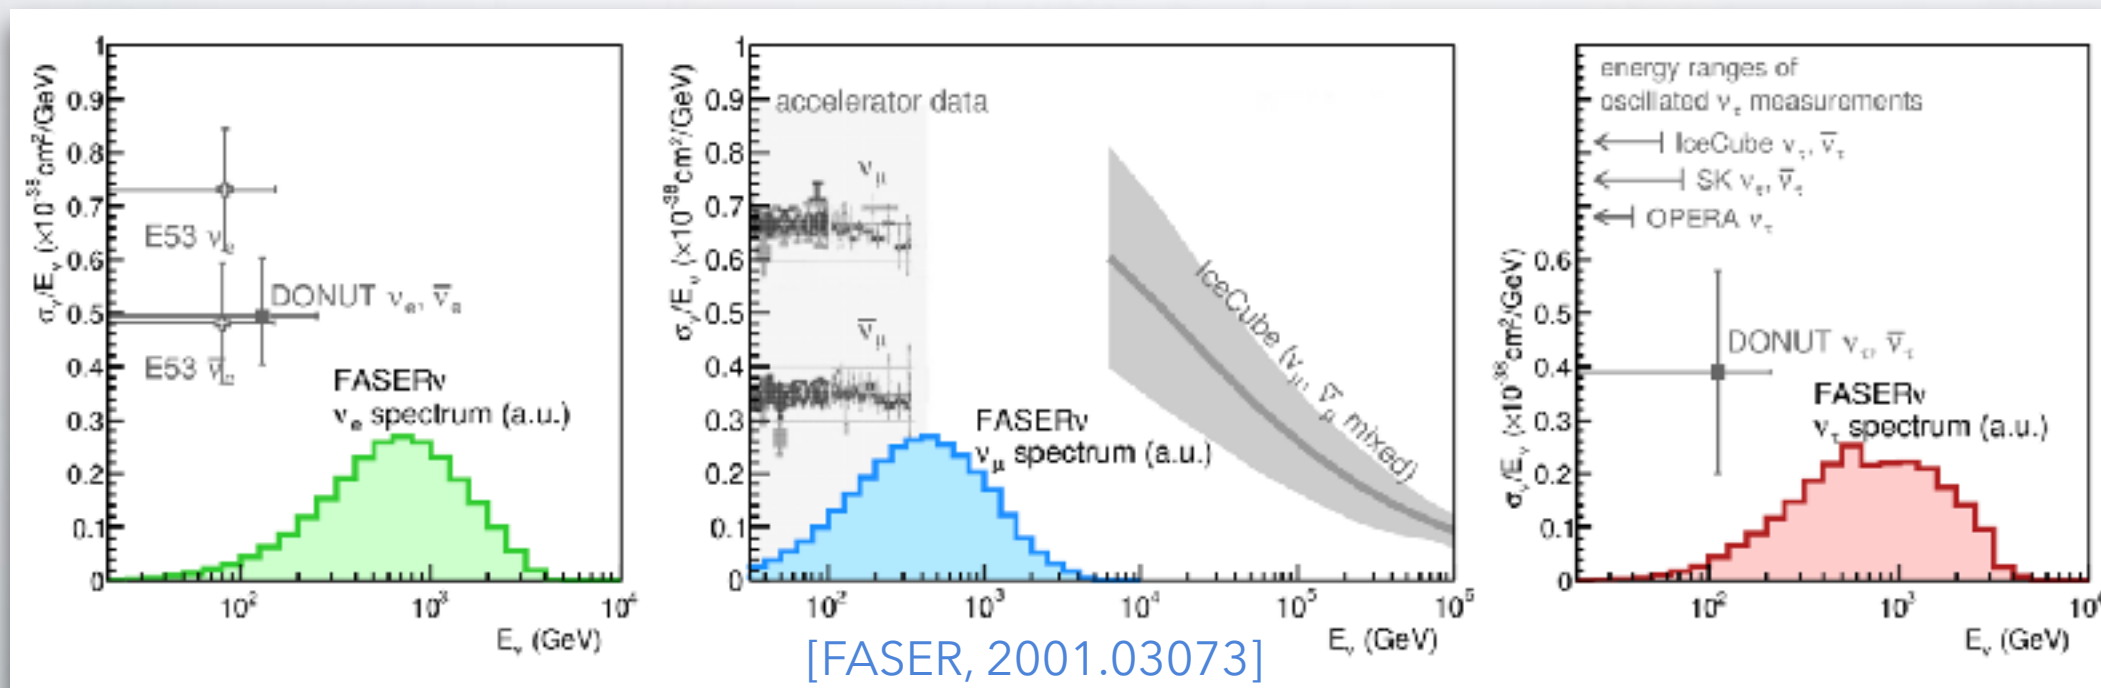 σν/Eν (×10⁻³⁸cm²/GeV)
1
0.9
0.8
0.7
0.6
0.5
0.4
0.3
0.2
0.1
0
E53 νe
DONUT νe, ν̅e
E53 ν̅e
FASERν
νe spectrum (a.u.)
10² 10³ 10⁴
Eν (GeV)
σν/Eν (×10⁻³⁸cm²/GeV)
1
0.9
0.8
0.7
0.6
0.5
0.4
0.3
0.2
0.1
0
accelerator data
νμ
ν̅μ
IceCube (νμ, ν̅μ mixed)
FASERν
νμ spectrum (a.u.)
10² 10³ 10⁴ 10⁵ 10⁶
Eν (GeV)
energy ranges of
oscillated ντ measurements
IceCube ντ, ν̅τ
SK ντ, ν̅τ
OPERA ντ
σν/Eν (×10⁻³⁸cm²/GeV)
0.6
0.5
0.4
0.3
0.2
0.1
0
DONUT ντ, ν̅τ
FASERν
ντ spectrum (a.u.)
10² 10³ 10⁴
Eν (GeV)
[FASER, 2001.03073]